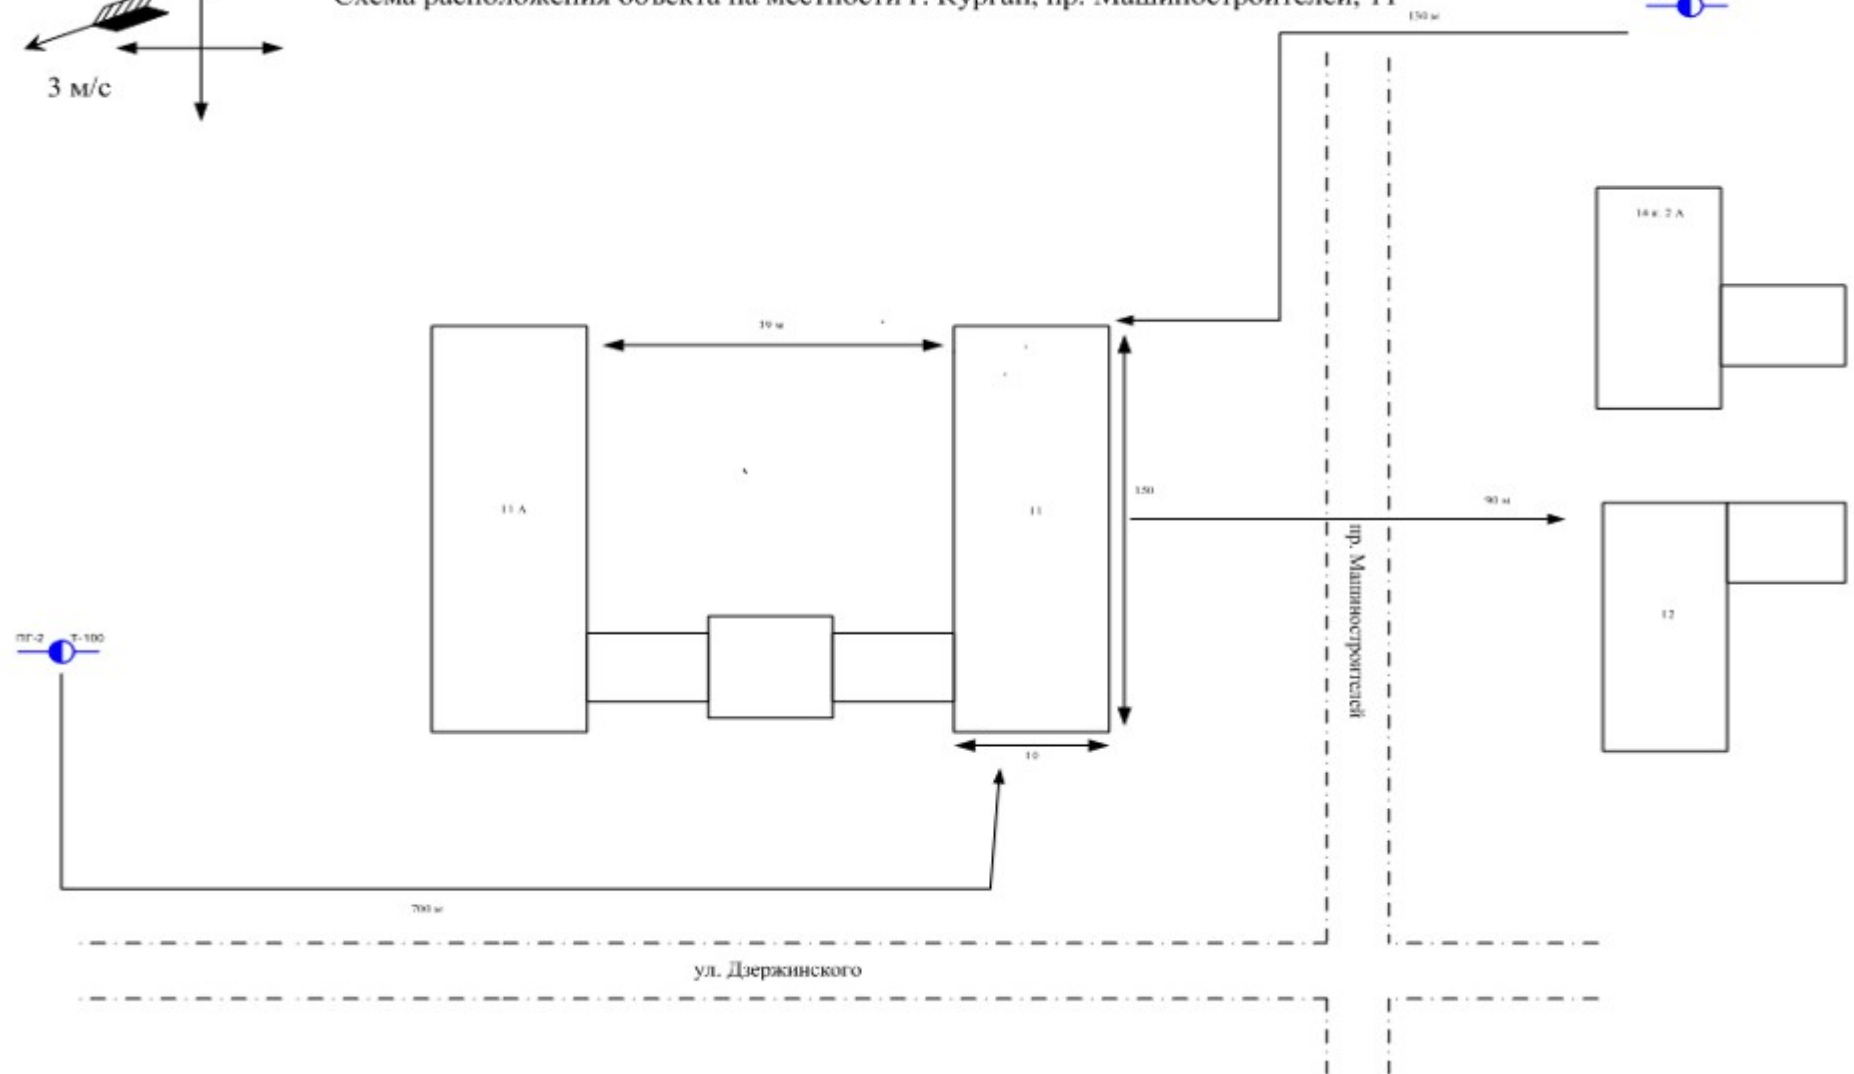 Схема расположения объекта на местности г. Курган, пр. Машиностроителей, 11
130 м
3 м/с
14 к. 2 А
39 м
11 А
11
150
90 м
пр. Машиностроителей
12
ПГ-2 Т-100
10
700 м
ул. Дзержинского